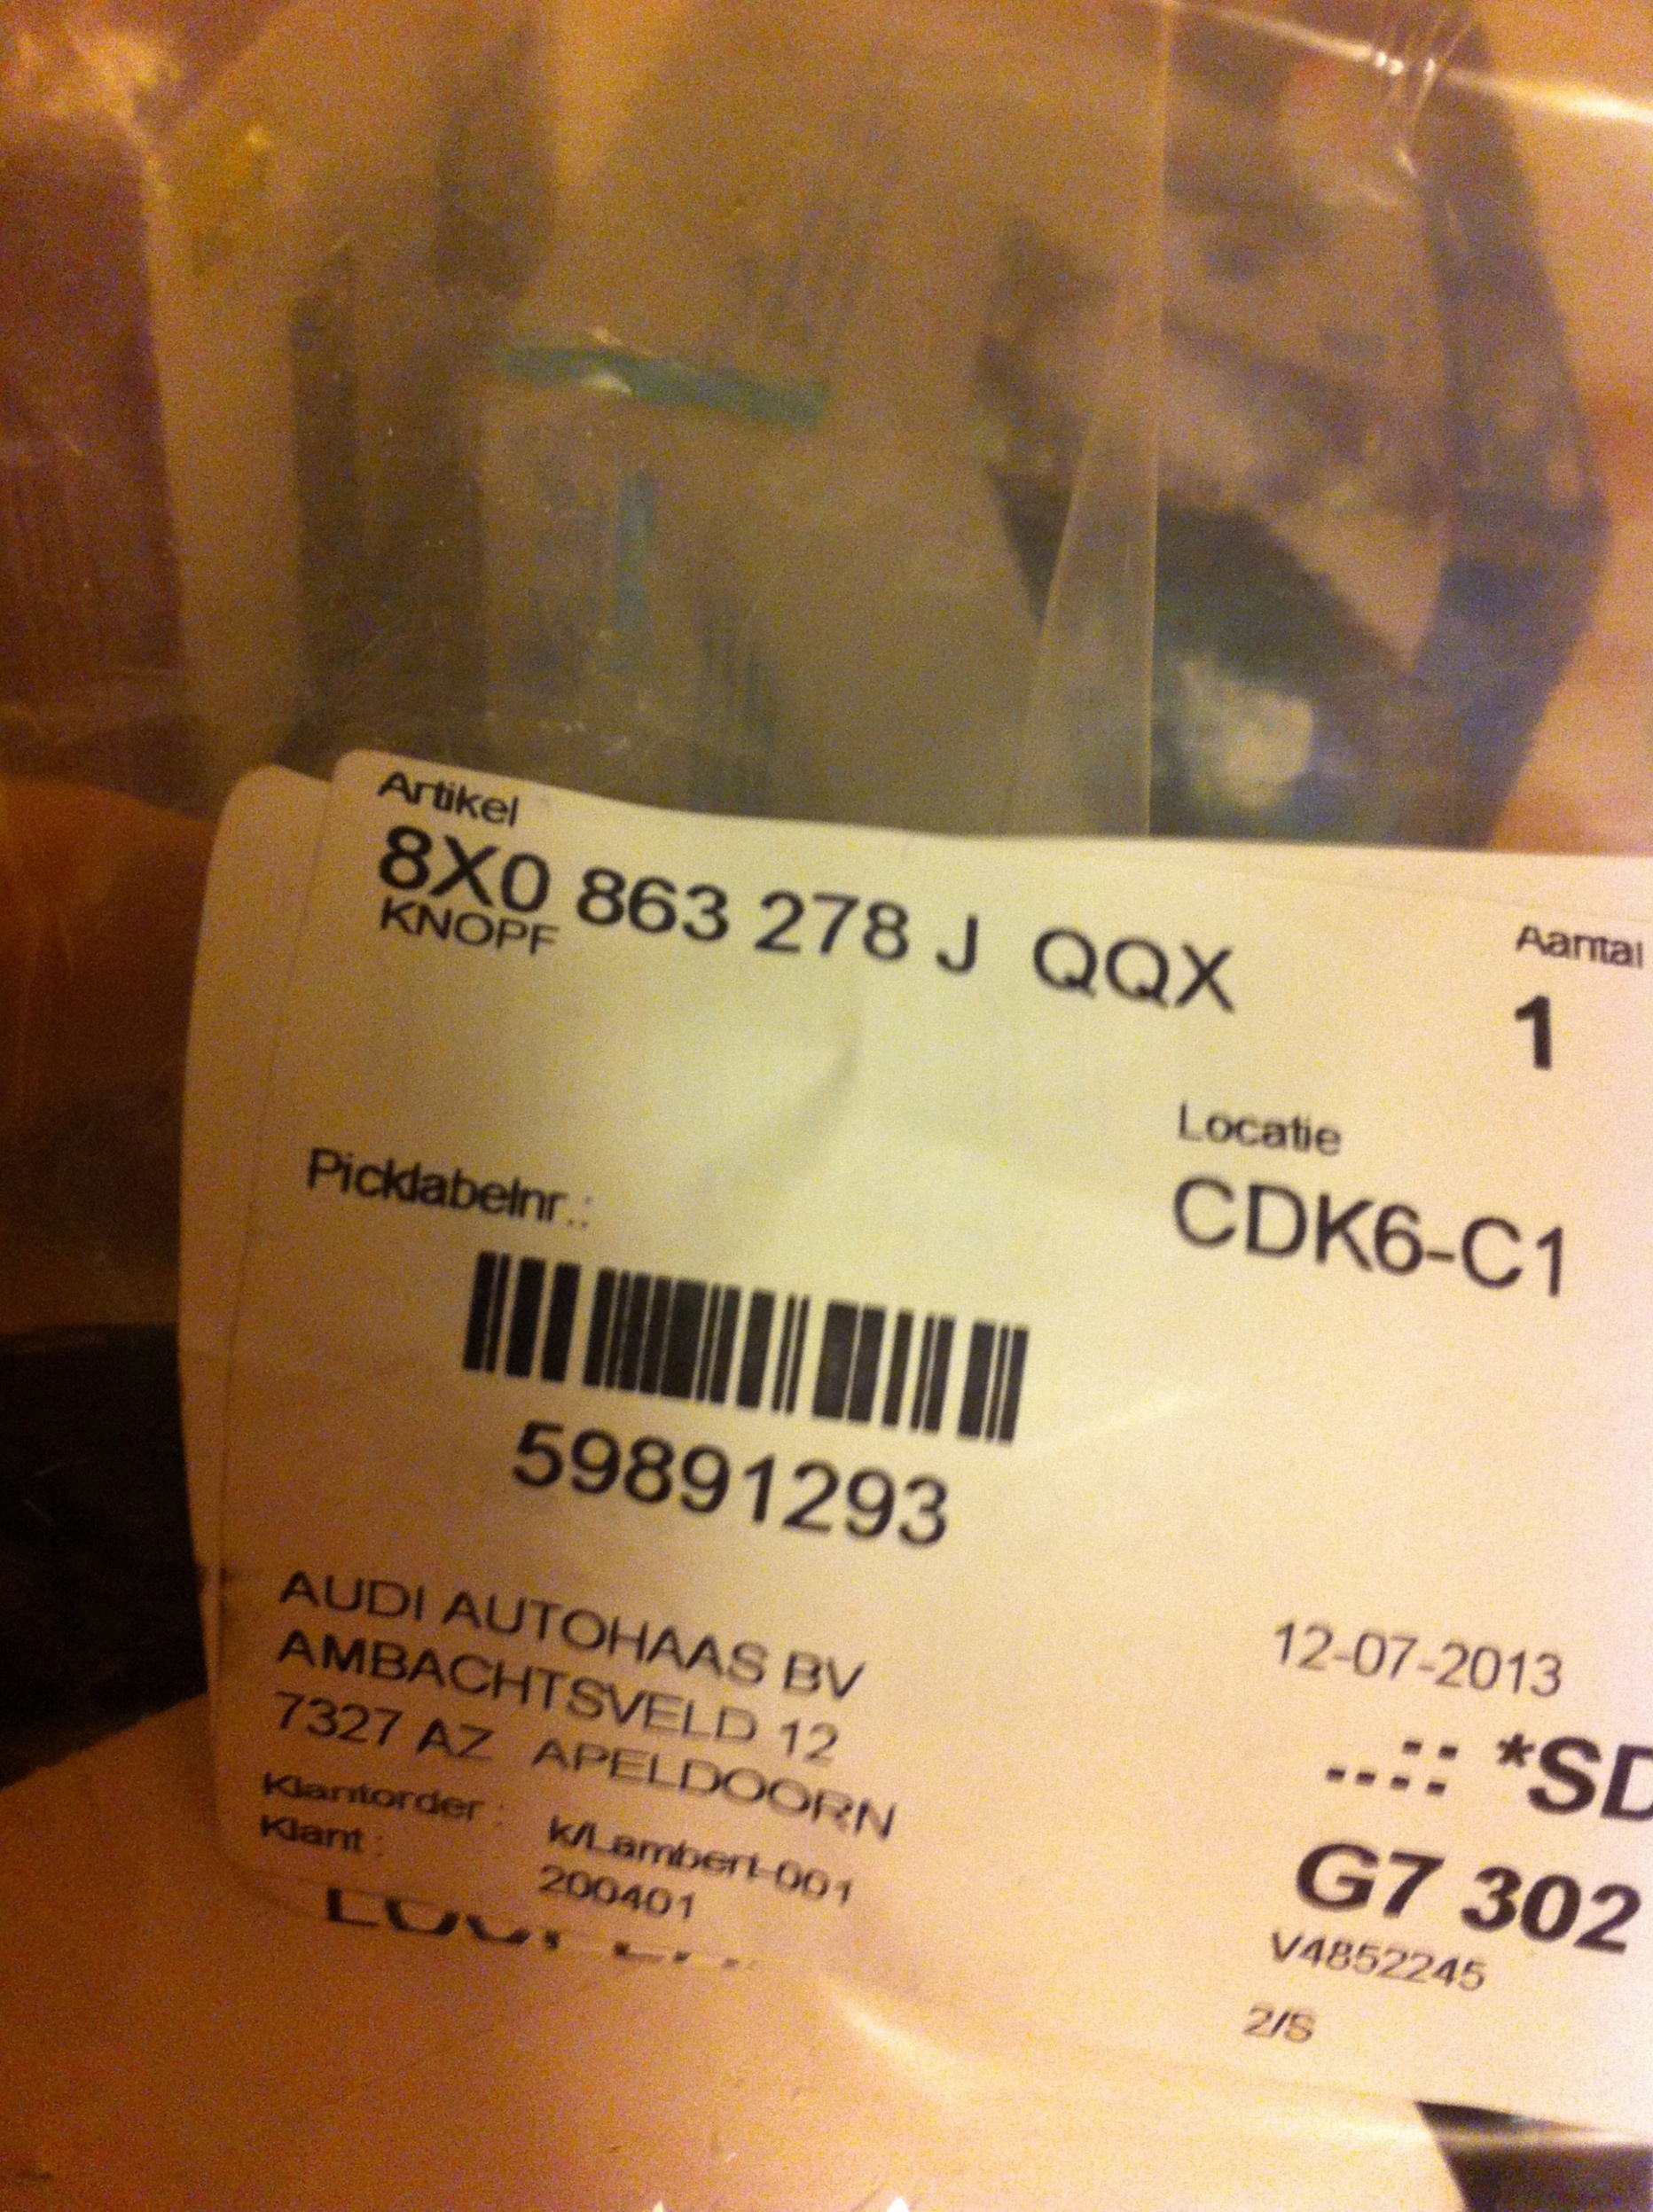 Artikel
8X0 863 278 J QQX
KNOPF
Aantal
1
Locatie
CDK6-C1
Picklabelnr.:
59891293
AUDI AUTOHAAS BV
AMBACHTSVELD 12
7327 AZ APELDOORN
Klantorder : k/Lambert-001
Klant : 200401
12-07-2013
..:: *SD
G7 302
V4852245
2/S